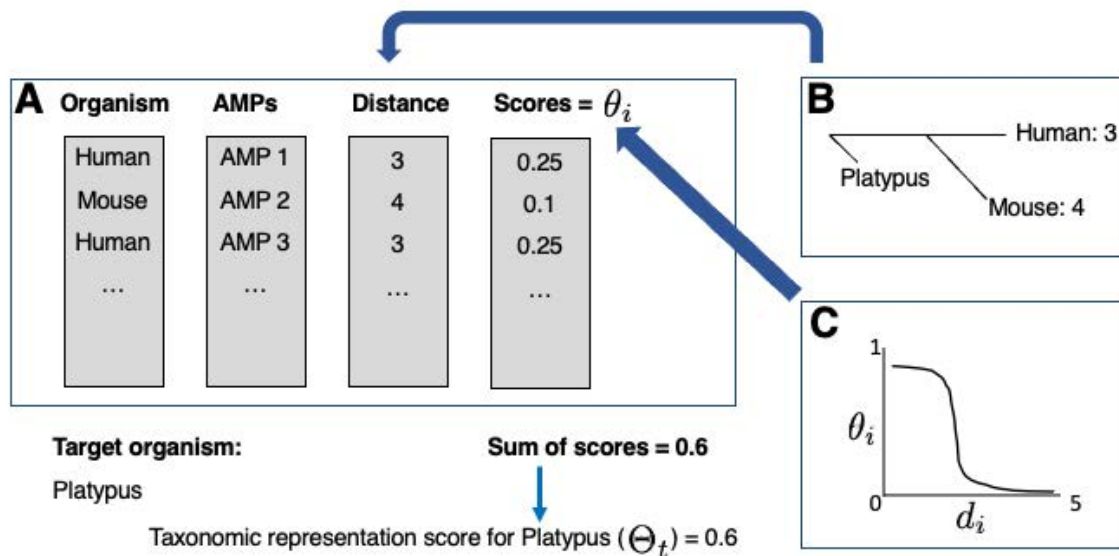 A
Organism AMPs Distance Scores = θi
Human AMP 1 3 0.25
Mouse AMP 2 4 0.1
Human AMP 3 3 0.25
... ... ... ...
B
Human: 3
Platypus
Mouse: 4
C
1
θi
0 5
di
Target organism: Sum of scores = 0.6
Platypus
Taxonomic representation score for Platypus (Θt) = 0.6